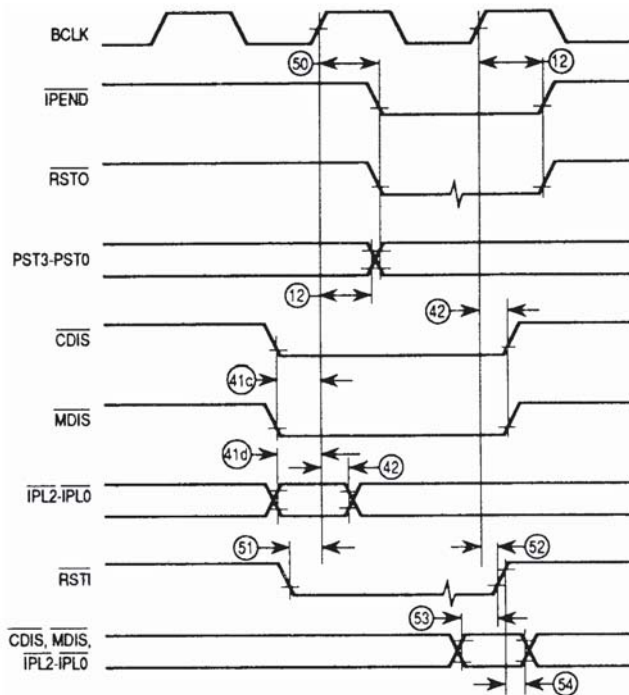 BCLK
50
12
IPEND
RSTO
PST3-PST0
12
42
CDIS
41c
MDIS
41d
42
IPL2-IPL0
51
52
RSTI
53
CDIS, MDIS,
IPL2-IPL0
54